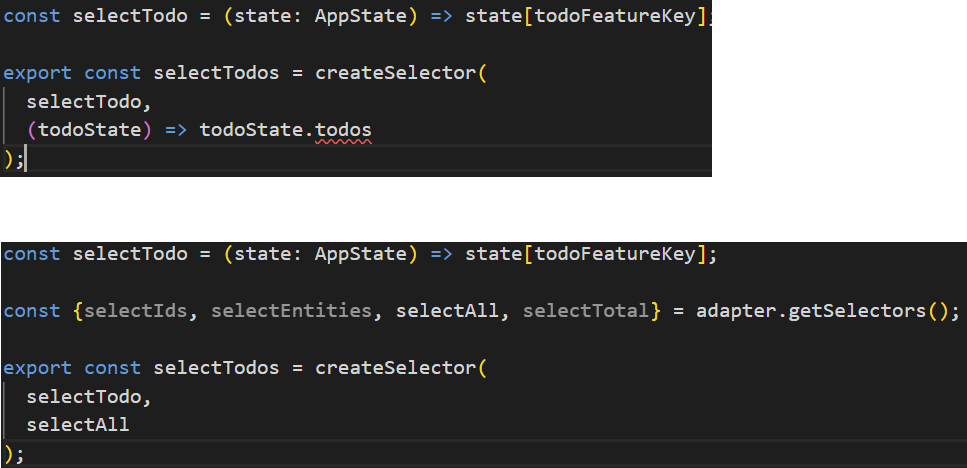 const selectTodo = (state: AppState) => state[todoFeatureKey];
export const selectTodos = createSelector(
selectTodo,
(todoState) => todoState.todos
);
const selectTodo = (state: AppState) => state[todoFeatureKey];
const {selectIds, selectEntities, selectAll, selectTotal} = adapter.getSelectors();
export const selectTodos = createSelector(
selectTodo,
selectAll
);